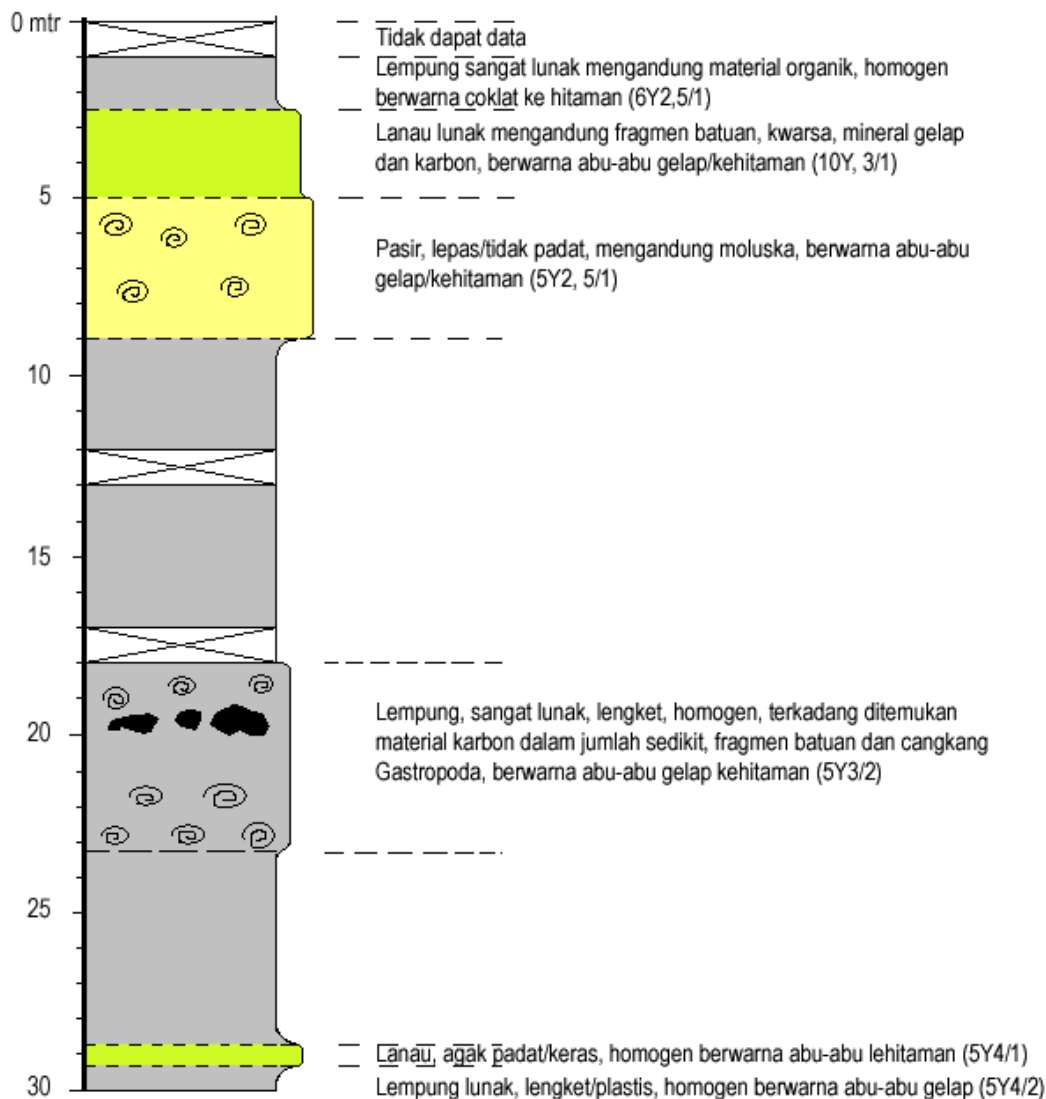 0 mtr
Tidak dapat data
Lempung sangat lunak mengandung material organik, homogen
berwarna coklat ke hitaman (6Y2,5/1)
Lanau lunak mengandung fragmen batuan, kwarsa, mineral gelap
dan karbon, berwarna abu-abu gelap/kehitaman (10Y, 3/1)
5
Pasir, lepas/tidak padat, mengandung moluska, berwarna abu-abu
gelap/kehitaman (5Y2, 5/1)
10
15
Lempung, sangat lunak, lengket, homogen, terkadang ditemukan
20
material karbon dalam jumlah sedikit, fragmen batuan dan cangkang
Gastropoda, berwarna abu-abu gelap kehitaman (5Y3/2)
25
Lanau, agak padat/keras, homogen berwarna abu-abu lehitaman (5Y4/1)
30
Lempung lunak, lengket/plastis, homogen berwarna abu-abu gelap (5Y4/2)